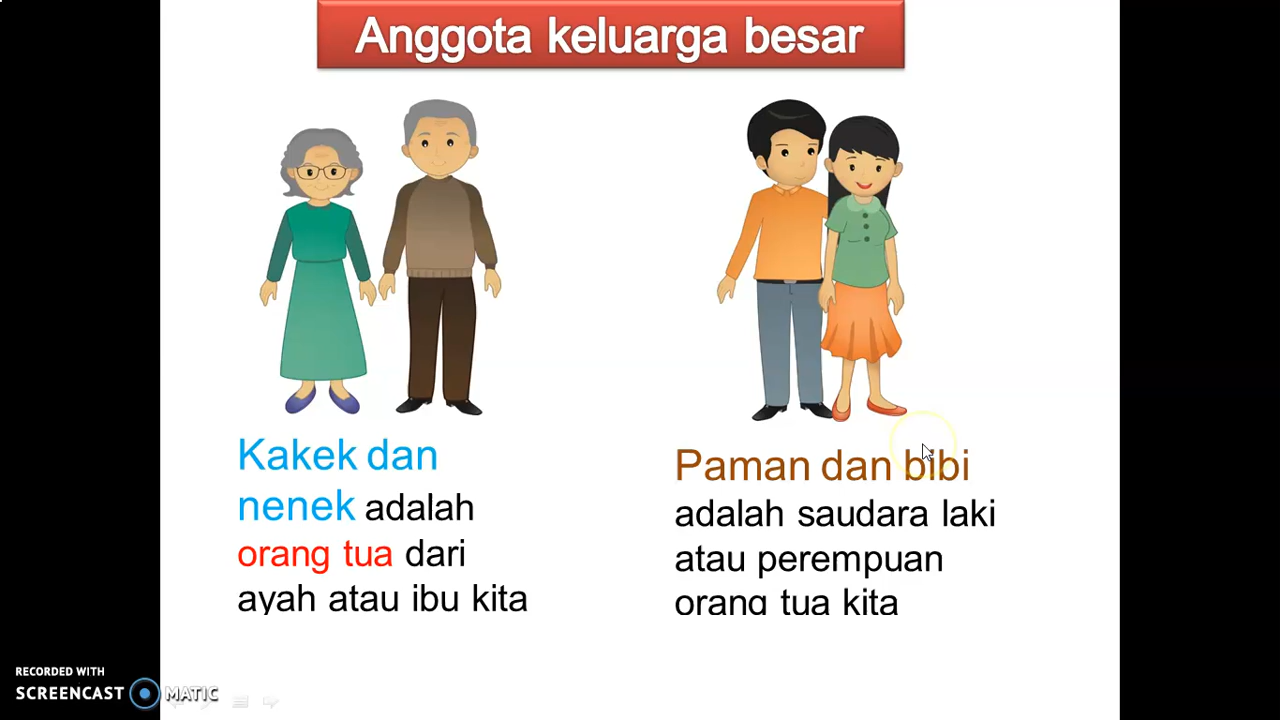 Anggota keluarga besar
Kakek dan
nenek adalah
orang tua dari
ayah atau ibu kita
Paman dan bibi
adalah saudara laki
atau perempuan
orang tua kita
RECORDED WITH
SCREENCAST MATIC